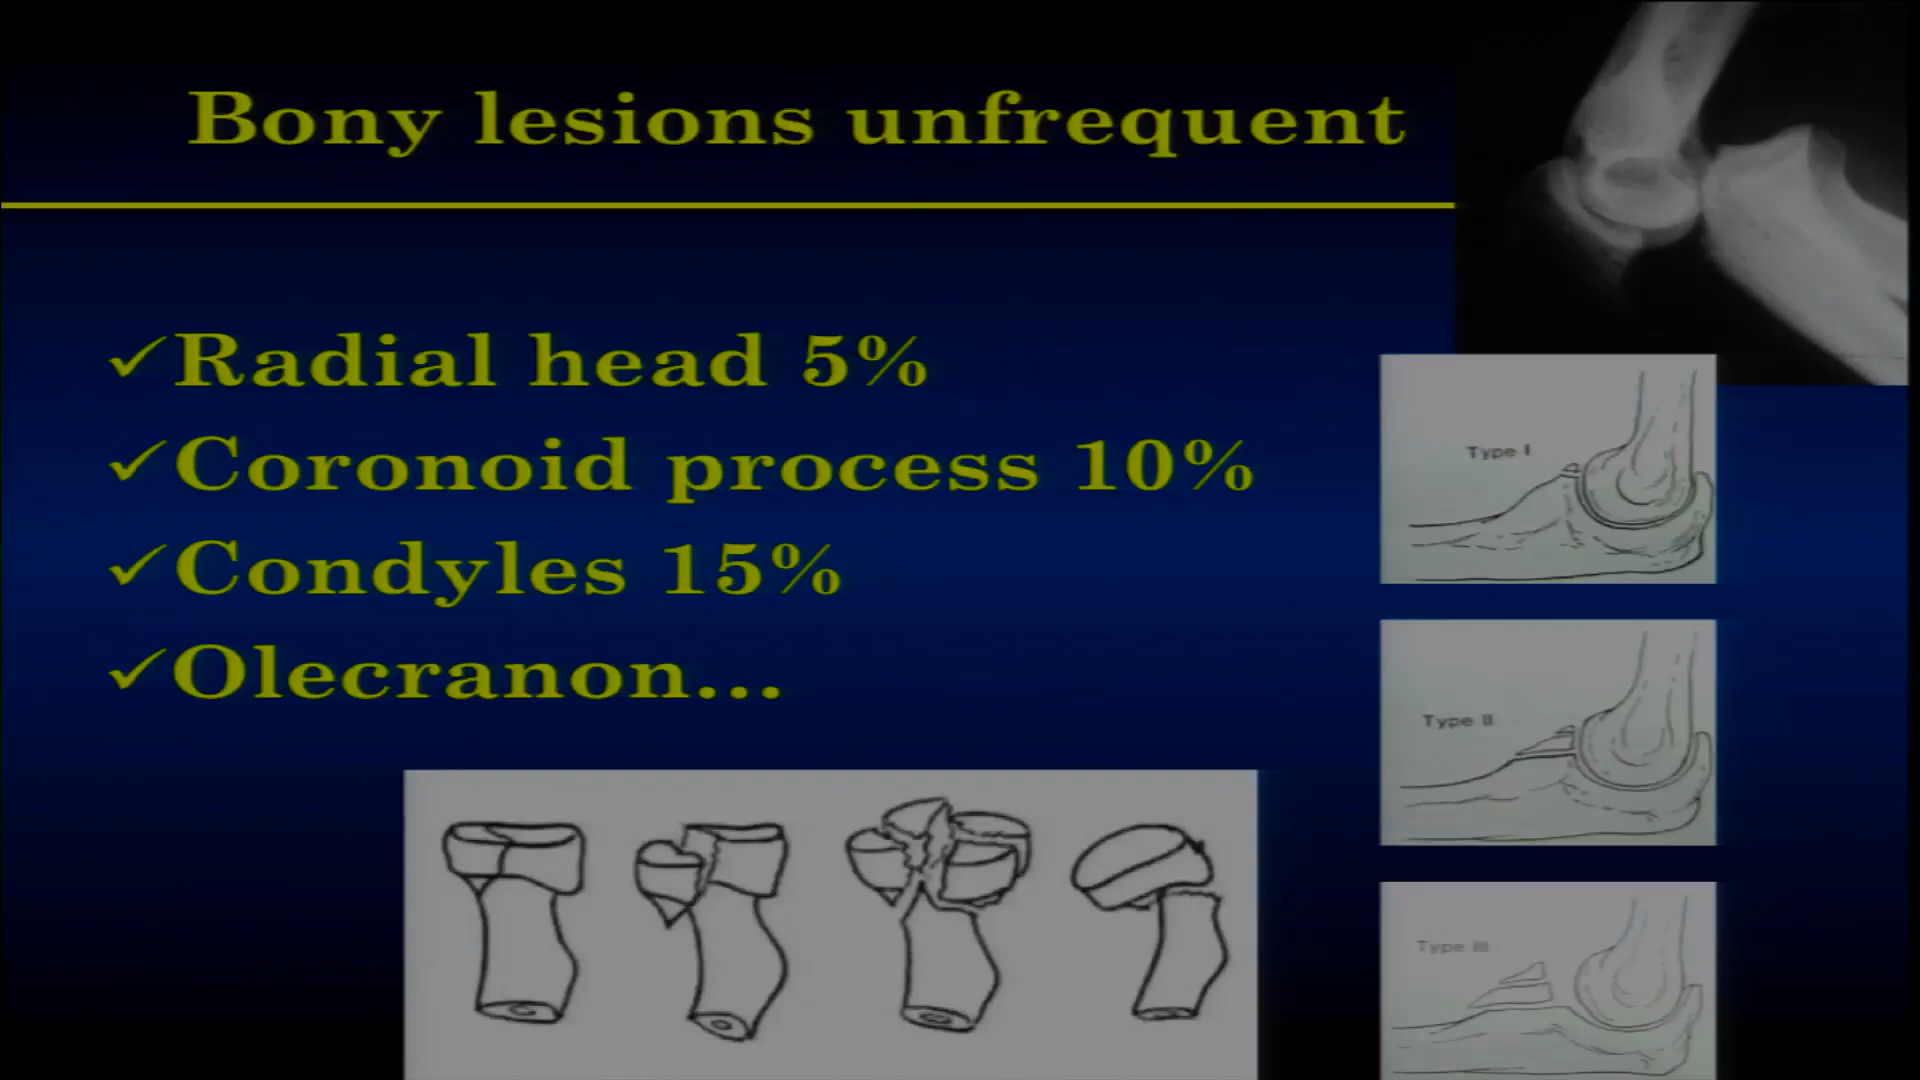 Bony lesions unfrequent
✓Radial head 5%
✓Coronoid process 10%
✓Condyles 15%
✓Olecranon...
Type I
Type II
Type III